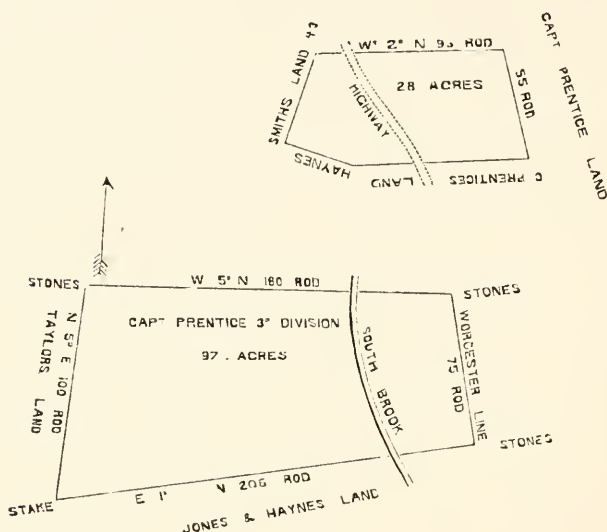 W° 2° N 93 ROD
SMITHS LAND 43
28 ACRES
HIGHWAY
55 ROD
CAPT PRENTICE LAND
HAYNES LAND
C PRENTICES
STONES
W 5° N 180 ROD
STONES
CAPT PRENTICE 3° DIVISION
97 . ACRES
N 5° E 100 ROD
TAYLORS LAND
SOUTH BROOK
WORCESTER LINE
75 ROD
STONES
STAKE
E 1° N 206 ROD
JONES & HAYNES LAND